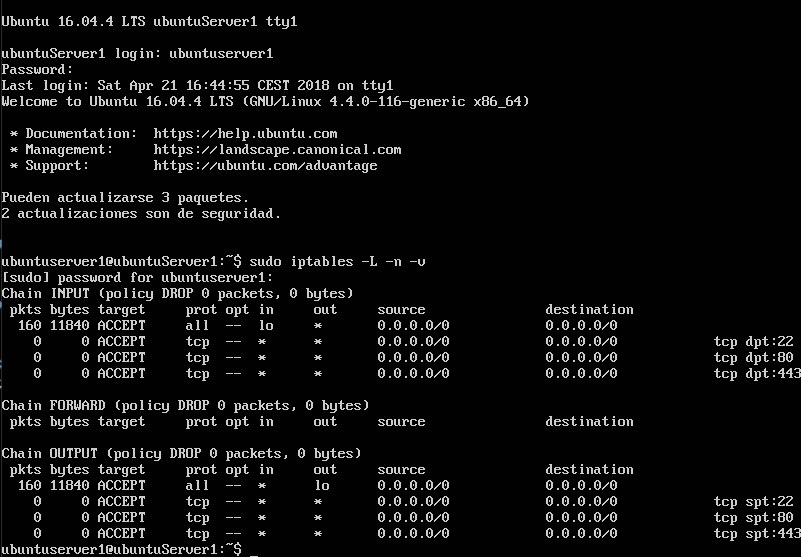 Ubuntu 16.04.4 LTS ubuntuServer1 tty1
ubuntuServer1 login: ubuntuserver1
Password:
Last login: Sat Apr 21 16:44:55 CEST 2018 on tty1
Welcome to Ubuntu 16.04.4 LTS (GNU/Linux 4.4.0-116-generic x86_64)
* Documentation:  https://help.ubuntu.com
* Management:     https://landscape.canonical.com
* Support:        https://ubuntu.com/advantage
Pueden actualizarse 3 paquetes.
2 actualizaciones son de seguridad.
ubuntuserver1@ubuntuServer1:~$ sudo iptables -L -n -v
[sudo] password for ubuntuserver1:
Chain INPUT (policy DROP 0 packets, 0 bytes)
pkts bytes target     prot opt in     out     source               destination
160 11840 ACCEPT     all  --  lo     *       0.0.0.0/0            0.0.0.0/0
0     0 ACCEPT     tcp  --  *      *       0.0.0.0/0            0.0.0.0/0            tcp dpt:22
0     0 ACCEPT     tcp  --  *      *       0.0.0.0/0            0.0.0.0/0            tcp dpt:80
0     0 ACCEPT     tcp  --  *      *       0.0.0.0/0            0.0.0.0/0            tcp dpt:443
Chain FORWARD (policy DROP 0 packets, 0 bytes)
pkts bytes target     prot opt in     out     source               destination
Chain OUTPUT (policy DROP 0 packets, 0 bytes)
pkts bytes target     prot opt in     out     source               destination
160 11840 ACCEPT     all  --  *      lo      0.0.0.0/0            0.0.0.0/0
0     0 ACCEPT     tcp  --  *      *       0.0.0.0/0            0.0.0.0/0            tcp spt:22
0     0 ACCEPT     tcp  --  *      *       0.0.0.0/0            0.0.0.0/0            tcp spt:80
0     0 ACCEPT     tcp  --  *      *       0.0.0.0/0            0.0.0.0/0            tcp spt:443
ubuntuserver1@ubuntuServer1:~$ _